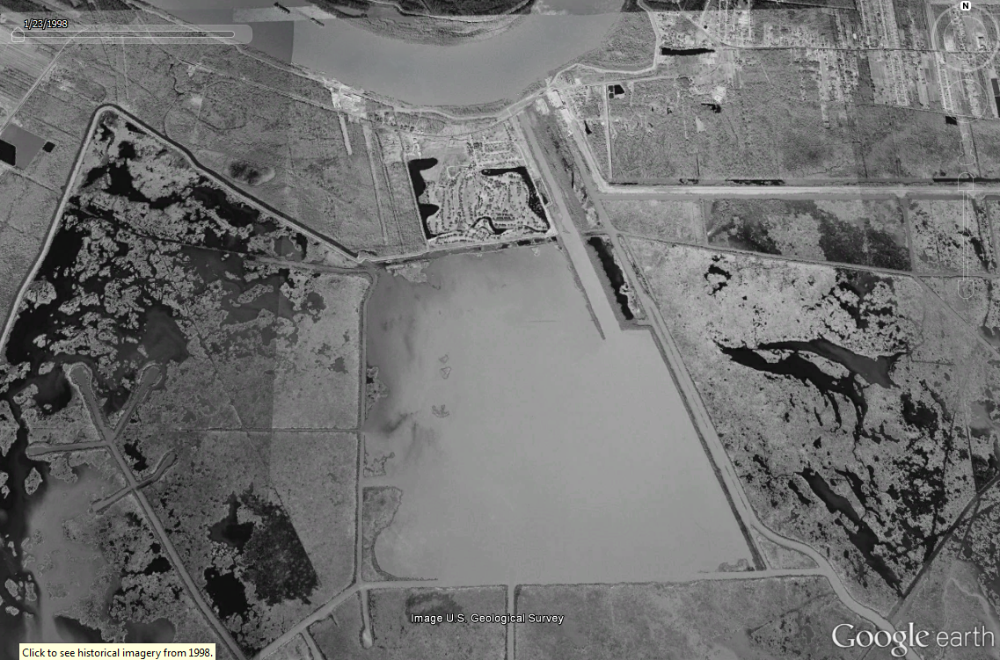 1/23/1998
N
Image U.S. Geological Survey
Google earth
Click to see historical imagery from 1998.